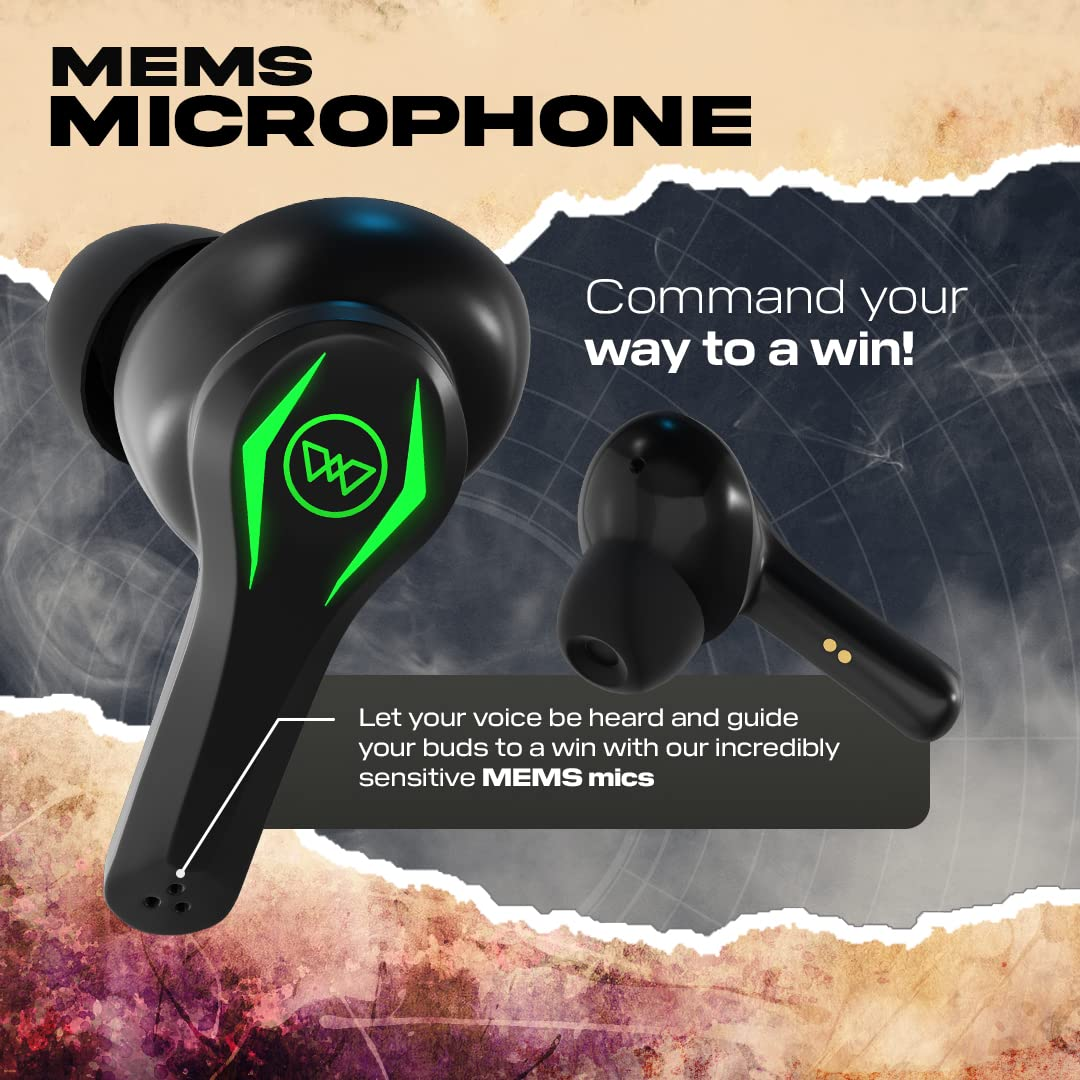 MEMS
MICROPHONE
Command your
way to a win!
Let your voice be heard and guide
your buds to a win with our incredibly
sensitive MEMS mics